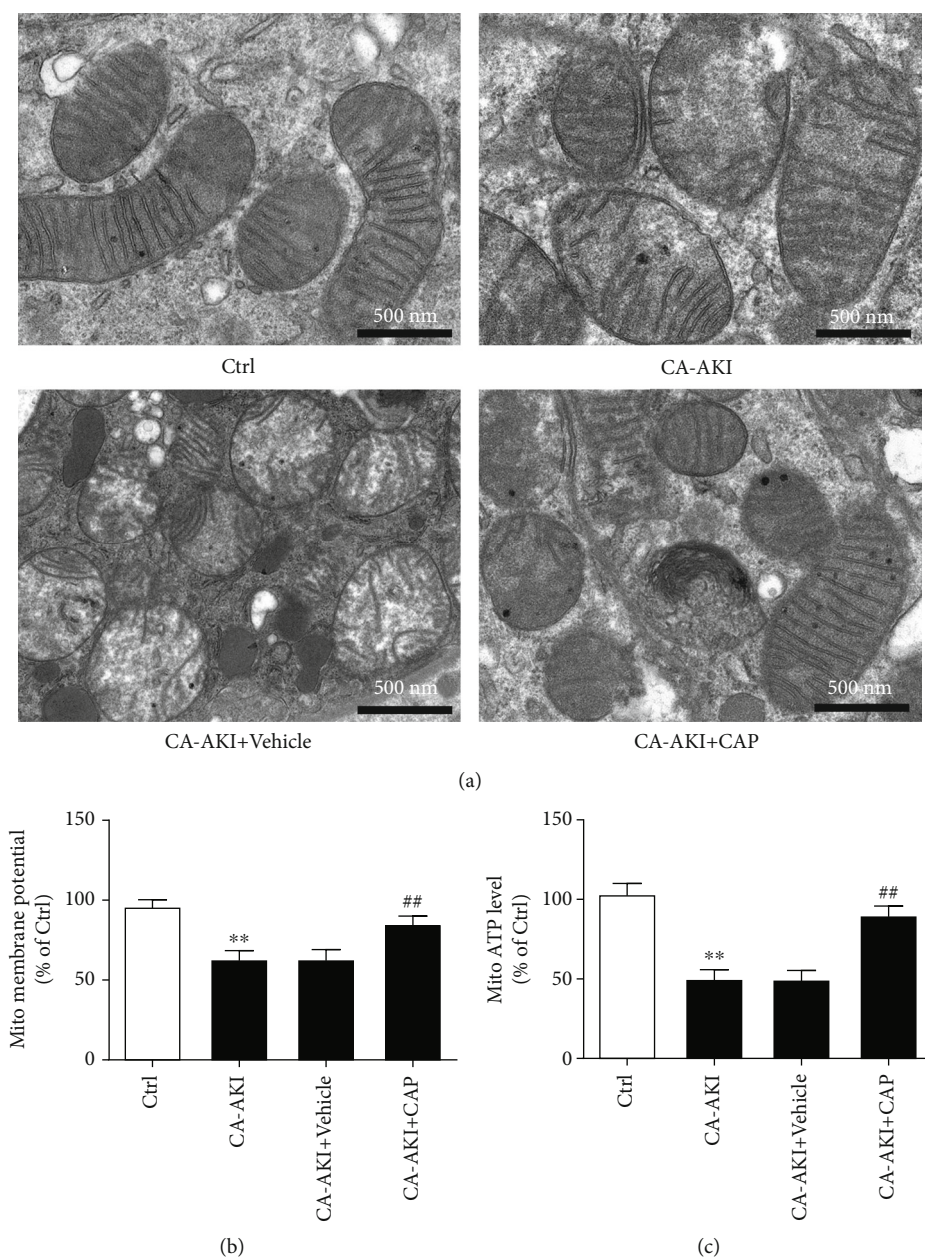 500 nm
500 nm
Ctrl
CA-AKI
500 nm
500 nm
CA-AKI+Vehicle
CA-AKI+CAP
(a)
Mito membrane potential
(% of Ctrl)
150
100
50
0
**
##
Ctrl
CA-AKI
CA-AKI+Vehicle
CA-AKI+CAP
(b)
Mito ATP level
(% of Ctrl)
150
100
50
0
**
##
Ctrl
CA-AKI
CA-AKI+Vehicle
CA-AKI+CAP
(c)